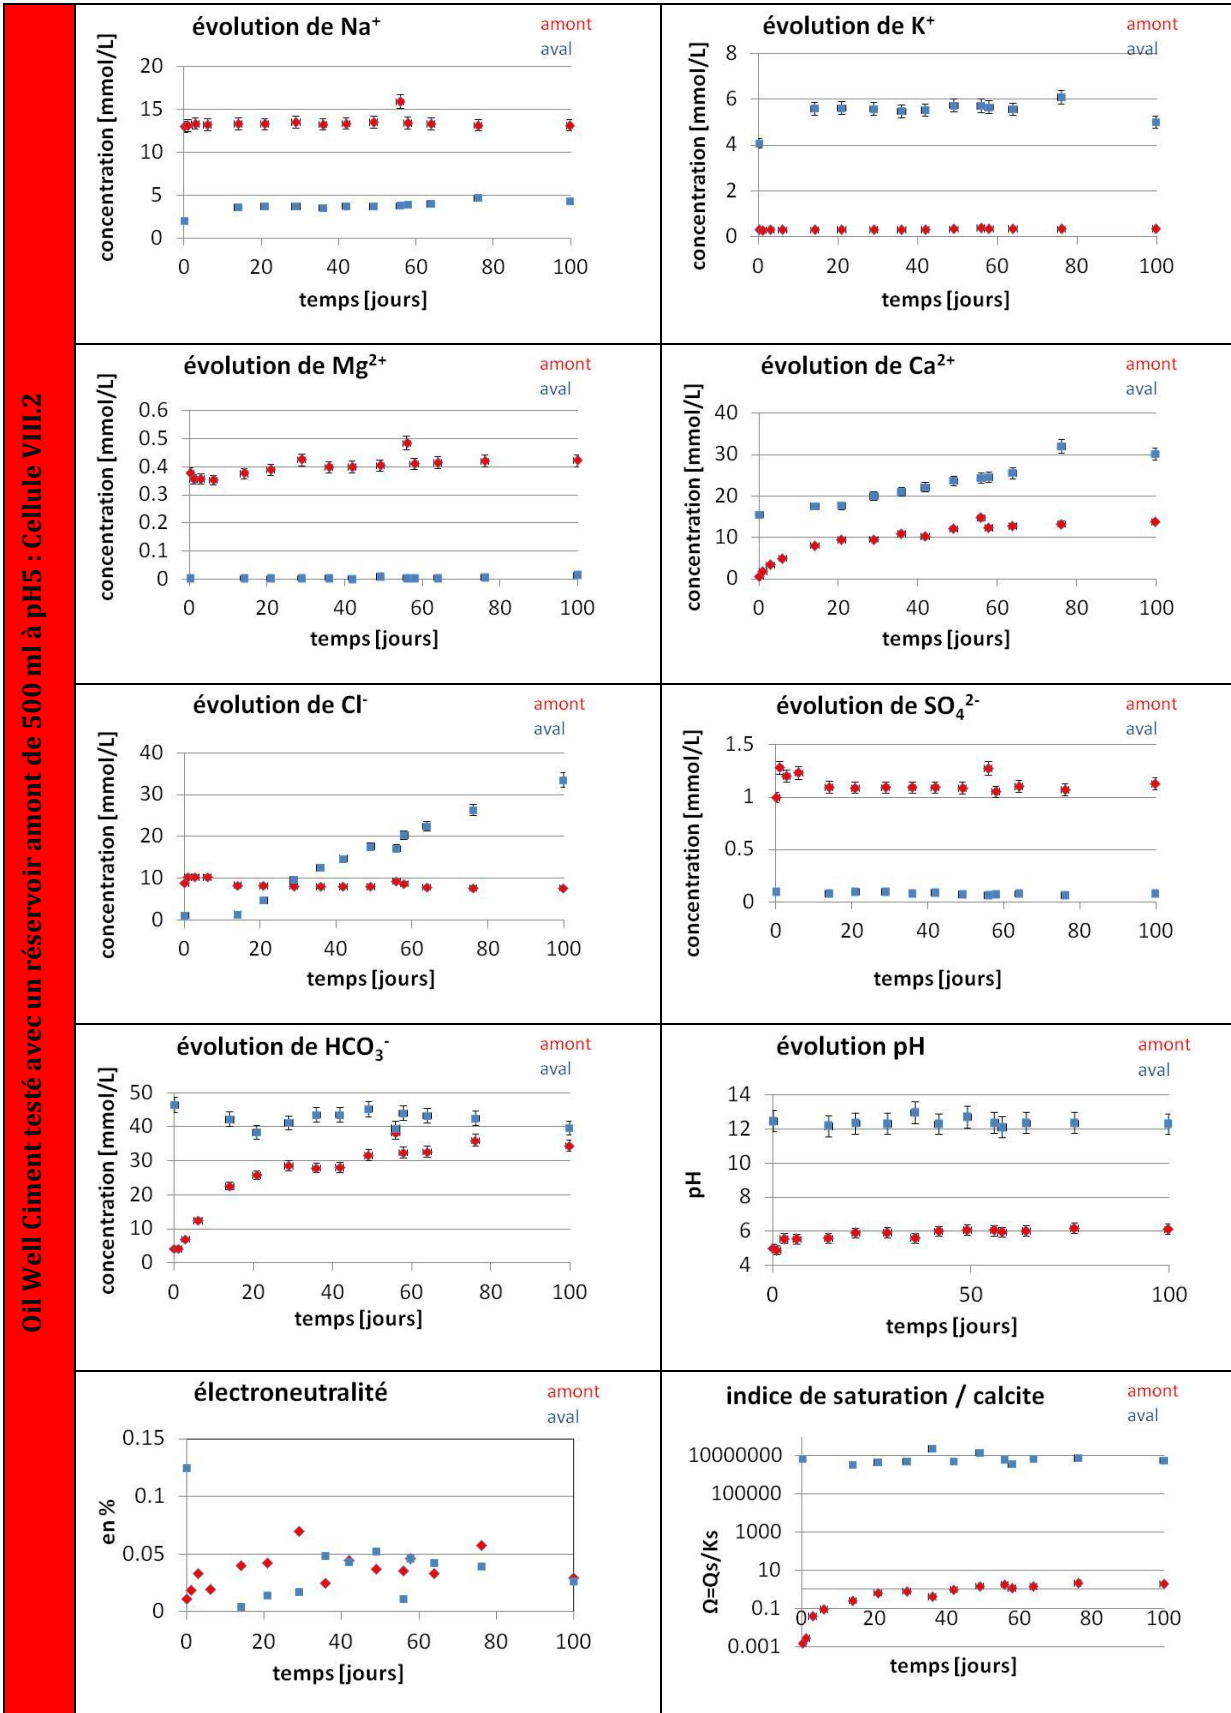 Oil Well Ciment testé avec un réservoir amont de 500 ml à pH5 : Cellule VIII.2
évolution de Na⁺
amont
aval
concentration [mmol/L]
20
15
10
5
0
0 20 40 60 80 100
temps [jours]
évolution de K⁺
amont
aval
concentration [mmol/L]
8
6
4
2
0
0 20 40 60 80 100
temps [jours]
évolution de Mg²⁺
amont
aval
concentration [mmol/L]
0.6
0.5
0.4
0.3
0.2
0.1
0
0 20 40 60 80 100
temps [jours]
évolution de Ca²⁺
amont
aval
concentration [mmol/L]
40
30
20
10
0
0 20 40 60 80 100
temps [jours]
évolution de Cl⁻
amont
aval
concentration [mmol/L]
40
30
20
10
0
0 20 40 60 80 100
temps [jours]
évolution de SO₄²⁻
amont
aval
concentration [mmol/L]
1.5
1
0.5
0
0 20 40 60 80 100
temps [jours]
évolution de HCO₃⁻
amont
aval
concentration [mmol/L]
50
40
30
20
10
0
0 20 40 60 80 100
temps [jours]
évolution pH
amont
aval
pH
14
12
10
8
6
4
0 50 100
temps [jours]
électroneutralité
amont
aval
en %
0.15
0.1
0.05
0
0 20 40 60 80 100
temps [jours]
indice de saturation / calcite
amont
aval
Ω=Qs/Ks
10000000
100000
1000
10
0.1
0.001
0 20 40 60 80 100
temps [jours]